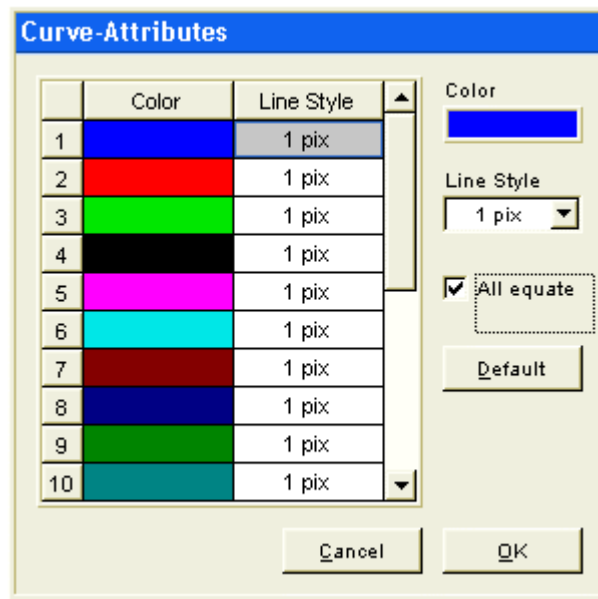 Curve-Attributes
Color Line Style
1 1 pix
2 1 pix
3 1 pix
4 1 pix
5 1 pix
6 1 pix
7 1 pix
8 1 pix
9 1 pix
10 1 pix
Color
Line Style
1 pix
All equate
Default
Cancel
OK